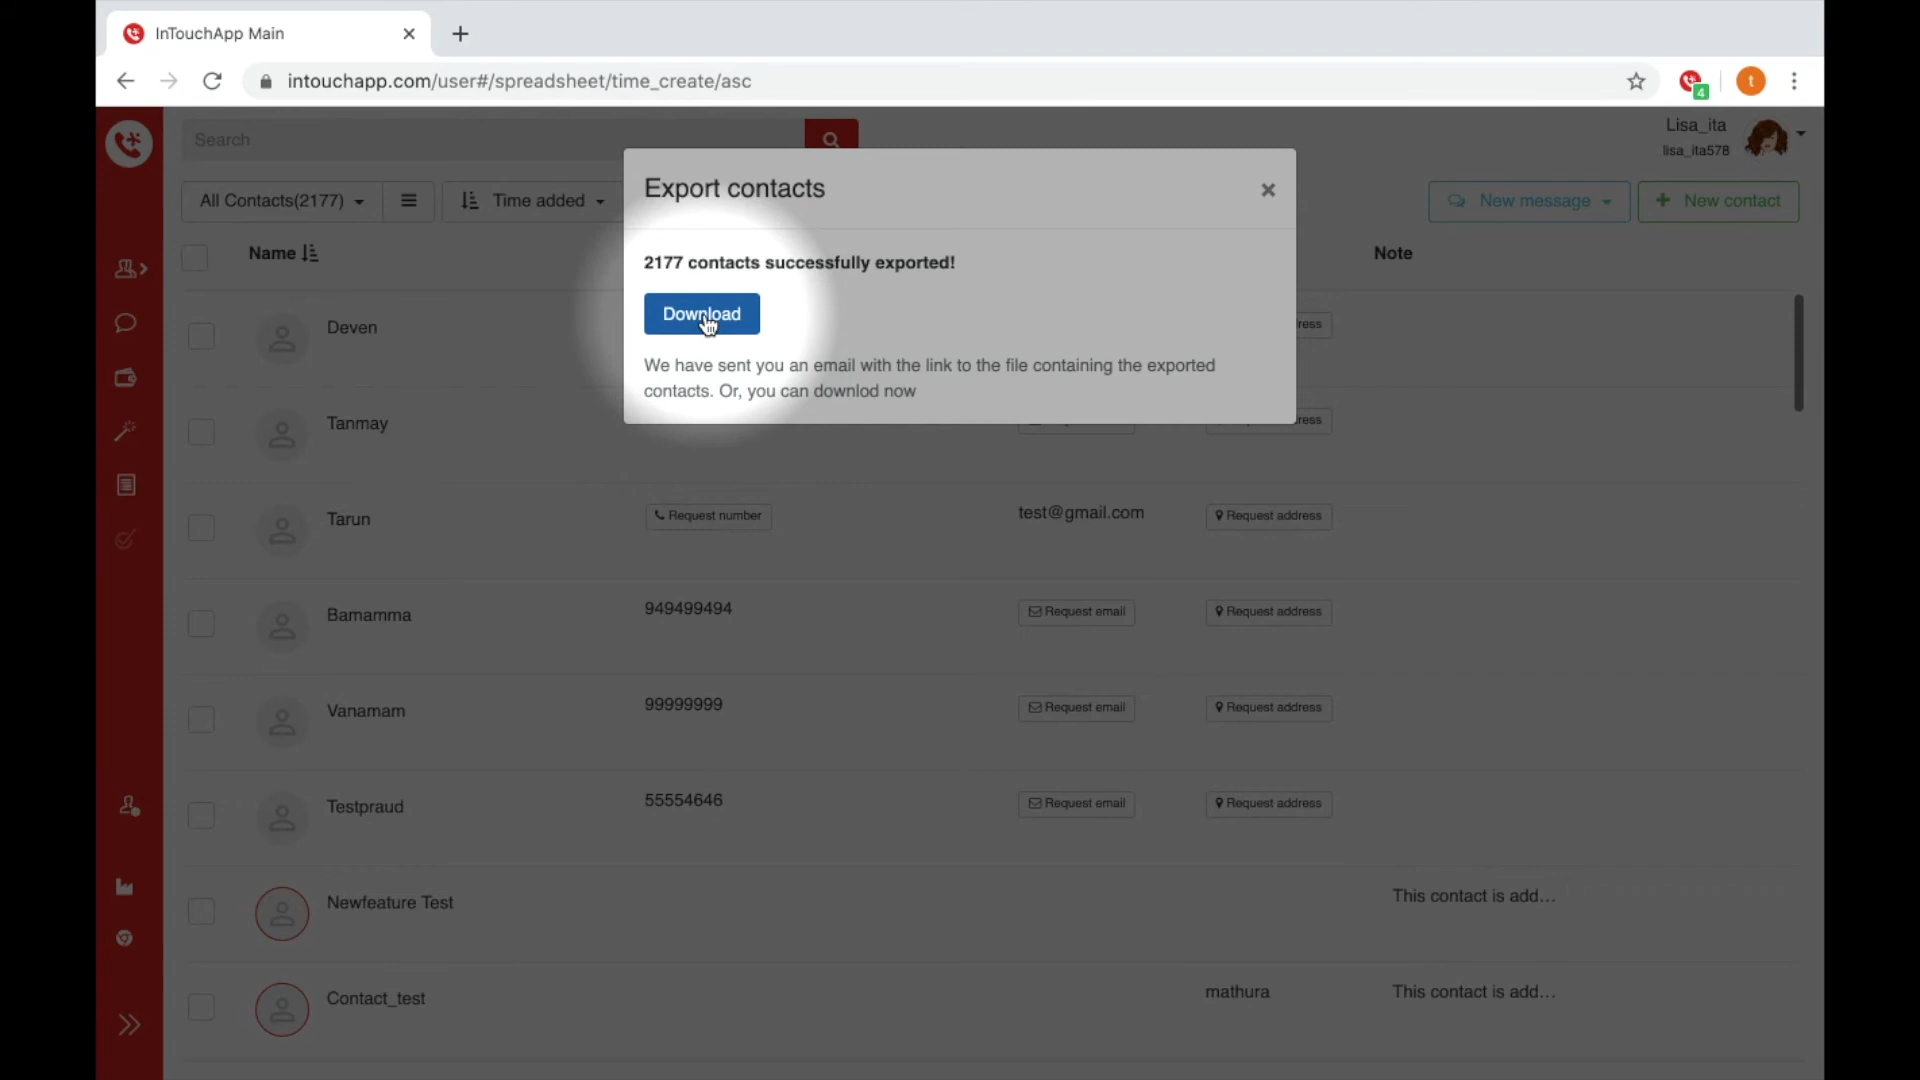 InTouchApp Main
intouchapp.com/user#/spreadsheet/time_create/asc
4
t
Search
Lisa_ita
lisa_ita578
Export contacts
All Contacts(2177)
Time added
New message
New contact
Name
Note
2177 contacts successfully exported!
Download
We have sent you an email with the link to the file containing the exported
contacts. Or, you can downlod now
Deven
Tanmay
Tarun
Request number
test@gmail.com
Request address
Bamamma
949499494
Request email
Request address
Vanamam
99999999
Request email
Request address
Testpraud
55554646
Request email
Request address
Newfeature Test
This contact is add...
Contact_test
mathura
This contact is add...